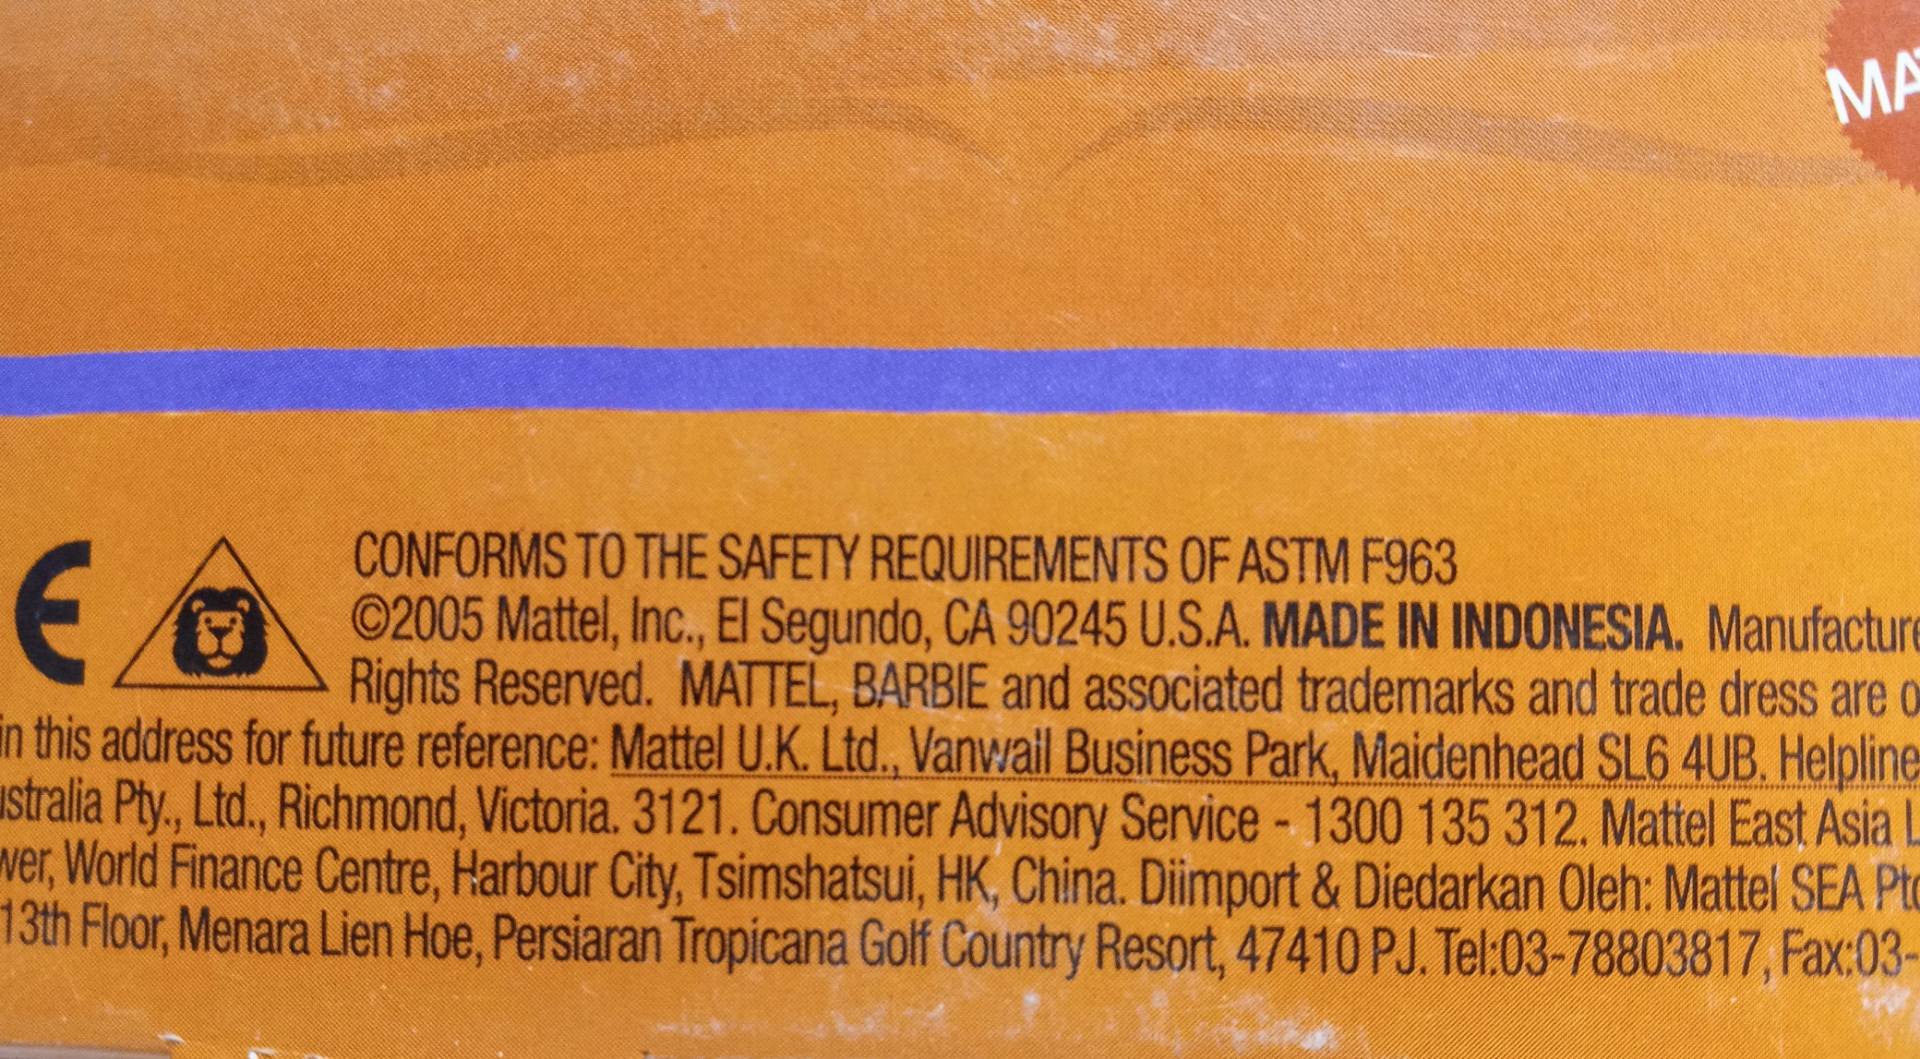 CONFORMS TO THE SAFETY REQUIREMENTS OF ASTM F963
©2005 Mattel, Inc., El Segundo, CA 90245 U.S.A. MADE IN INDONESIA.
Rights Reserved. MATTEL, BARBIE and associated trademarks and trade dress are
in this address for future reference: Mattel U.K. Ltd., Vanwall Business Park, Maidenhead SL6 4UB. Helpline
Pty., Ltd., Richmond, Victoria. 3121. Consumer Advisory Service - 1300 135 312. Mattel East Asia
World Finance Centre, Harbour City, Tsimshatsui, HK, China. Diimport & Diedarkan Oleh: Mattel SEA
13th Floor, Menara Lien Hoe, Persiaran Tropicana Golf Country Resort, 47410 PJ. Tel:03-78803817, Fax:03-